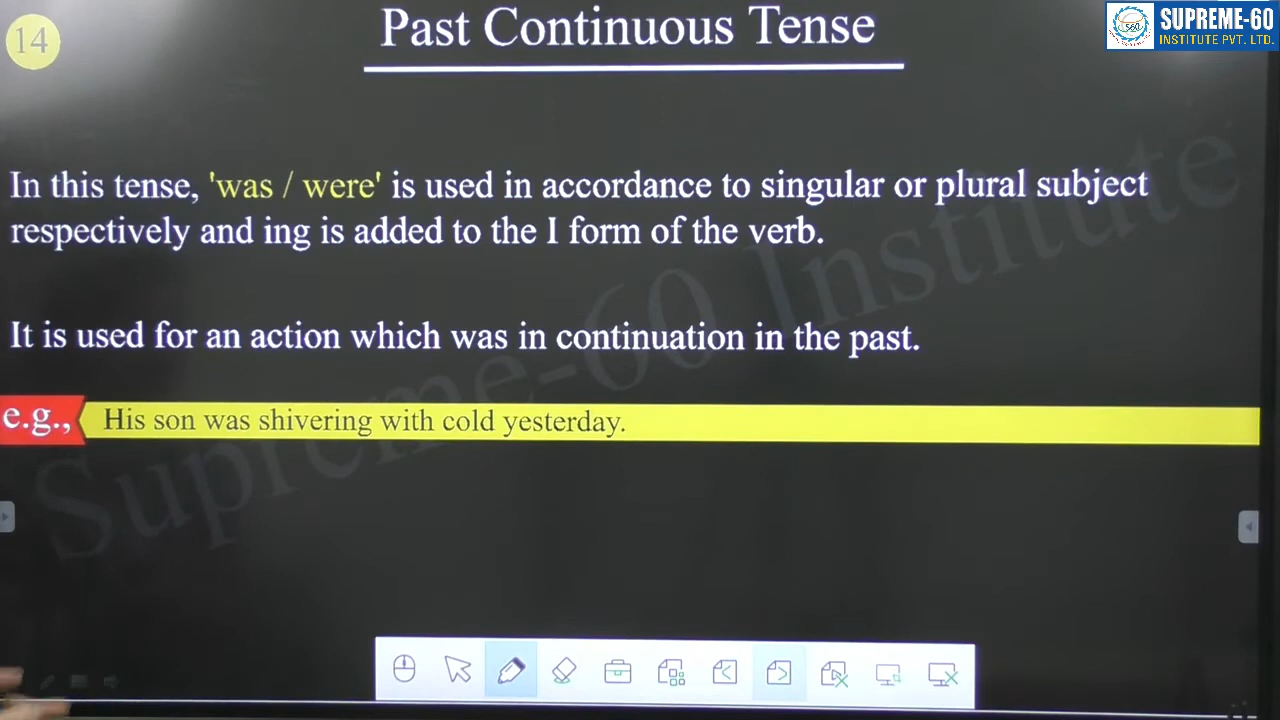 14
Past Continuous Tense
SUPREME-60
INSTITUTE PVT. LTD.
S60
In this tense, 'was / were' is used in accordance to singular or plural subject
respectively and ing is added to the I form of the verb.
It is used for an action which was in continuation in the past.
e.g., His son was shivering with cold yesterday.
Supreme-60 Institute